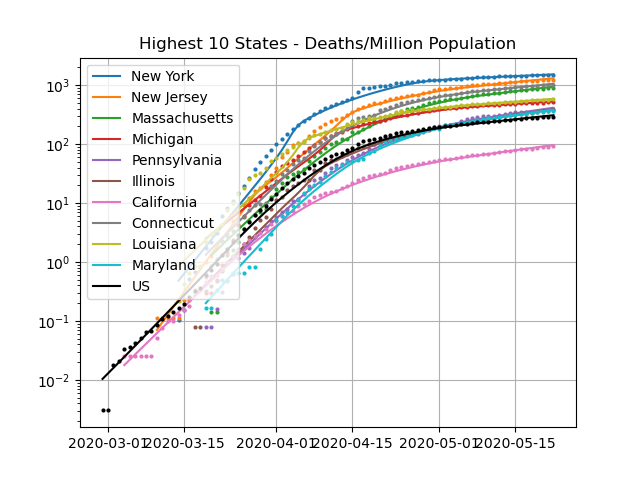 Highest 10 States - Deaths/Million Population
10³
10²
10¹
10⁰
10⁻¹
10⁻²
New York
New Jersey
Massachusetts
Michigan
Pennsylvania
Illinois
California
Connecticut
Louisiana
Maryland
US
2020-03-01 2020-03-15 2020-04-01 2020-04-15 2020-05-01 2020-05-15